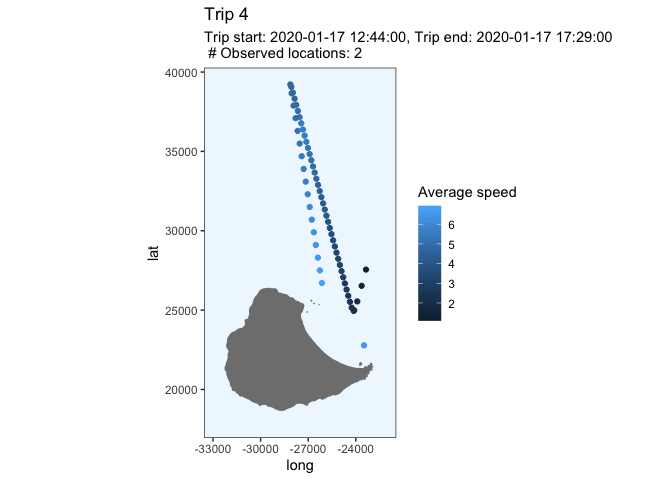 Trip 4
Trip start: 2020-01-17 12:44:00, Trip end: 2020-01-17 17:29:00
# Observed locations: 2
40000
35000
30000
25000
20000
lat
-33000 -30000 -27000 -24000
long
Average speed
6
5
4
3
2